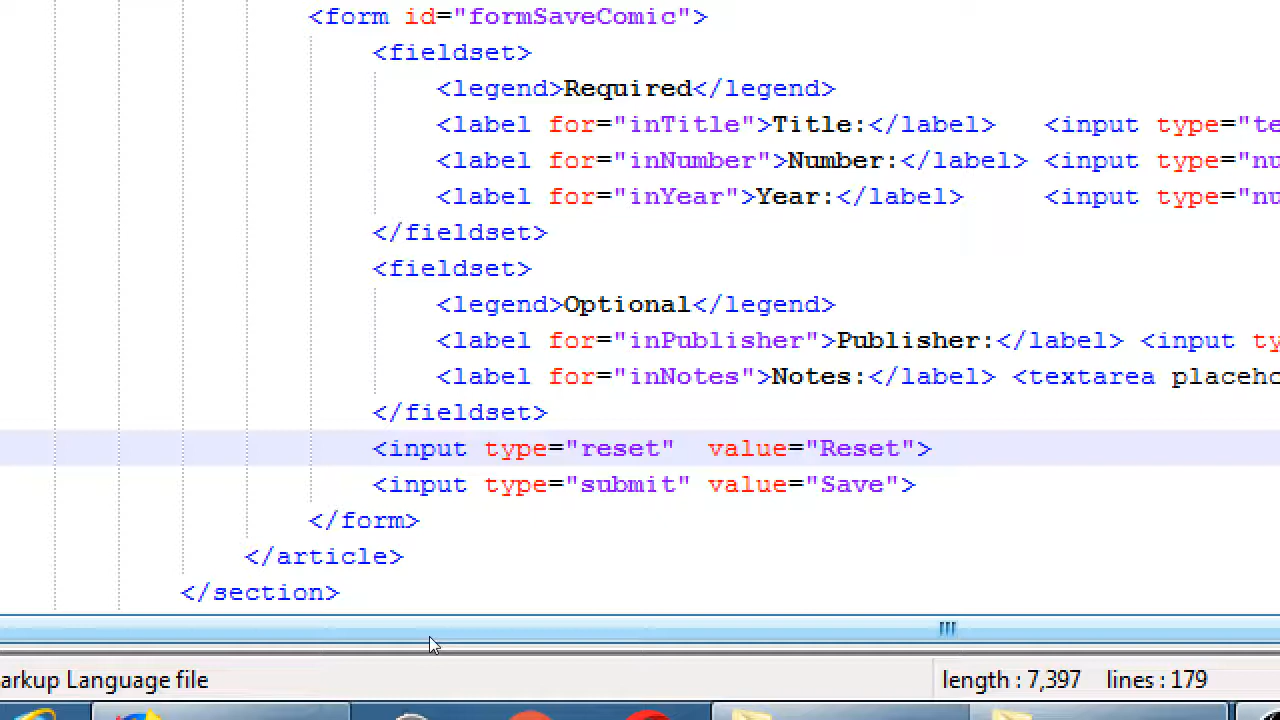 <form id="formSaveComic">
<fieldset>
<legend>Required</legend>
<label for="inTitle">Title:</label> <input type="te
<label for="inNumber">Number:</label> <input type="nu
<label for="inYear">Year:</label> <input type="nu
</fieldset>
<fieldset>
<legend>Optional</legend>
<label for="inPublisher">Publisher:</label> <input ty
<label for="inNotes">Notes:</label> <textarea placeho
</fieldset>
<input type="reset" value="Reset">
<input type="submit" value="Save">
</form>
</article>
</section>
arkup Language file length : 7,397 lines : 179